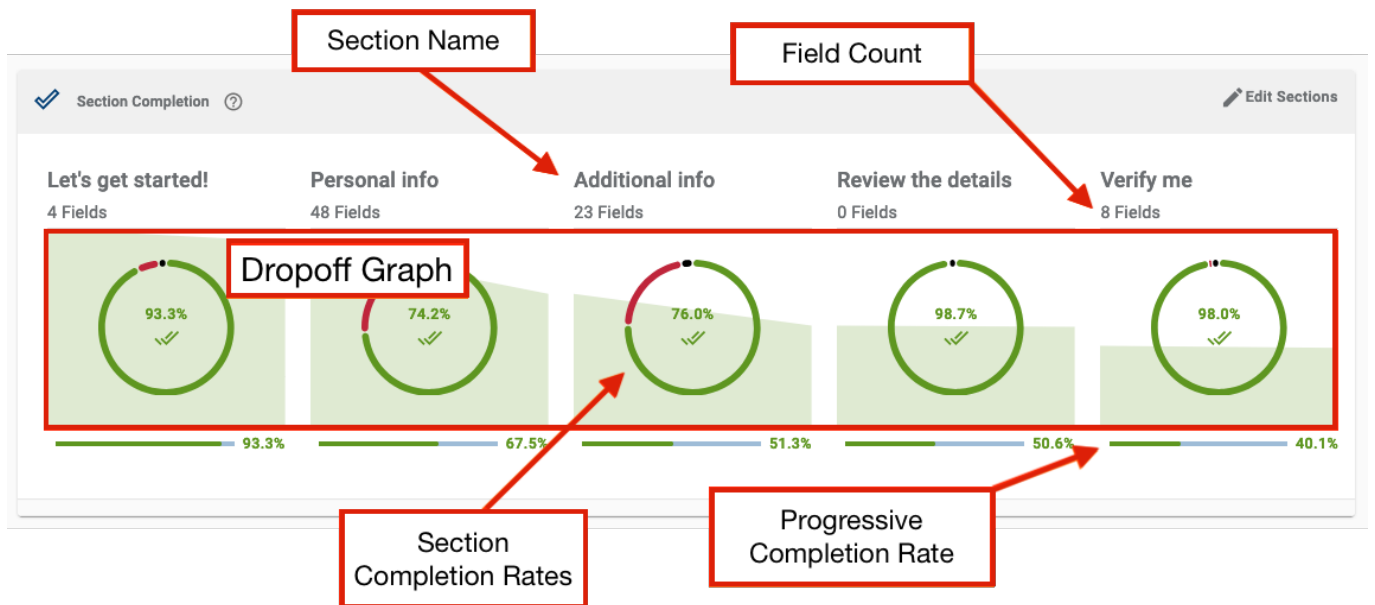 Section Name
Field Count
Section Completion ?
Edit Sections
Let's get started!
Personal info
Additional info
Review the details
Verify me
4 Fields
48 Fields
23 Fields
0 Fields
8 Fields
Dropoff Graph
93.3%
74.2%
76.0%
98.7%
98.0%
93.3%
67.5%
51.3%
50.6%
40.1%
Section
Completion Rates
Progressive
Completion Rate